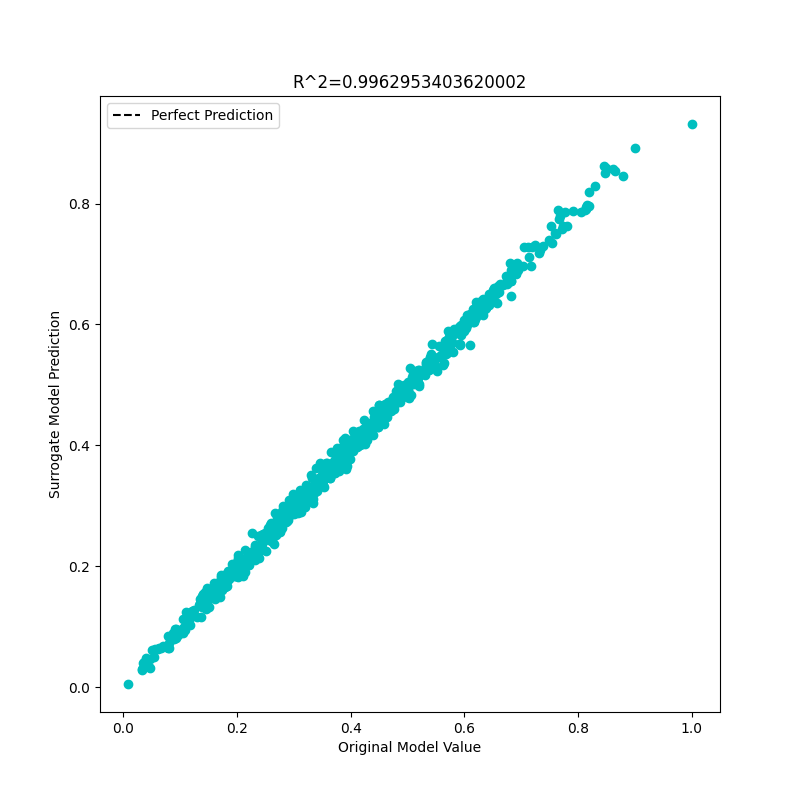 R^2=0.9962953403620002
Perfect Prediction
Surrogate Model Prediction
0.8
0.6
0.4
0.2
0.0
0.0 0.2 0.4 0.6 0.8 1.0
Original Model Value